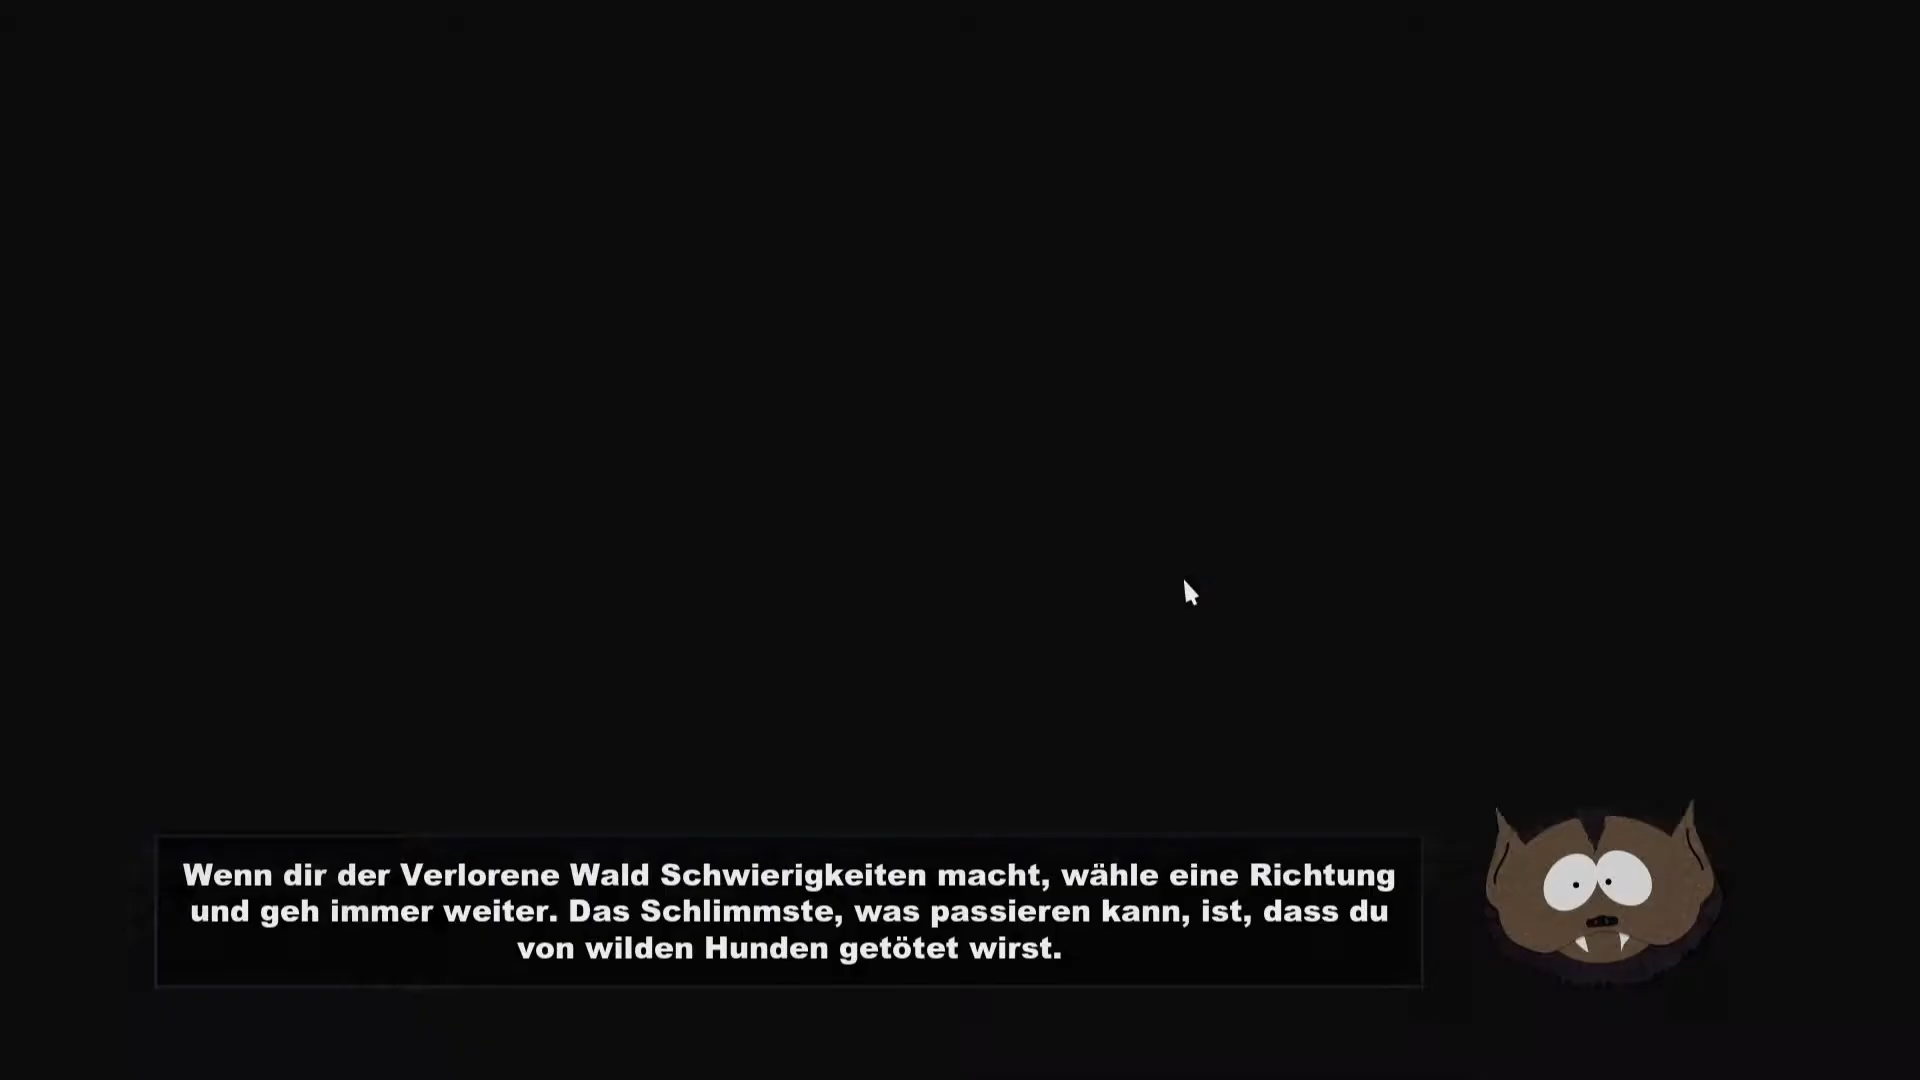 Wenn dir der Verlorene Wald Schwierigkeiten macht, wähle eine Richtung
und geh immer weiter. Das Schlimmste, was passieren kann, ist, dass du
von wilden Hunden getötet wirst.